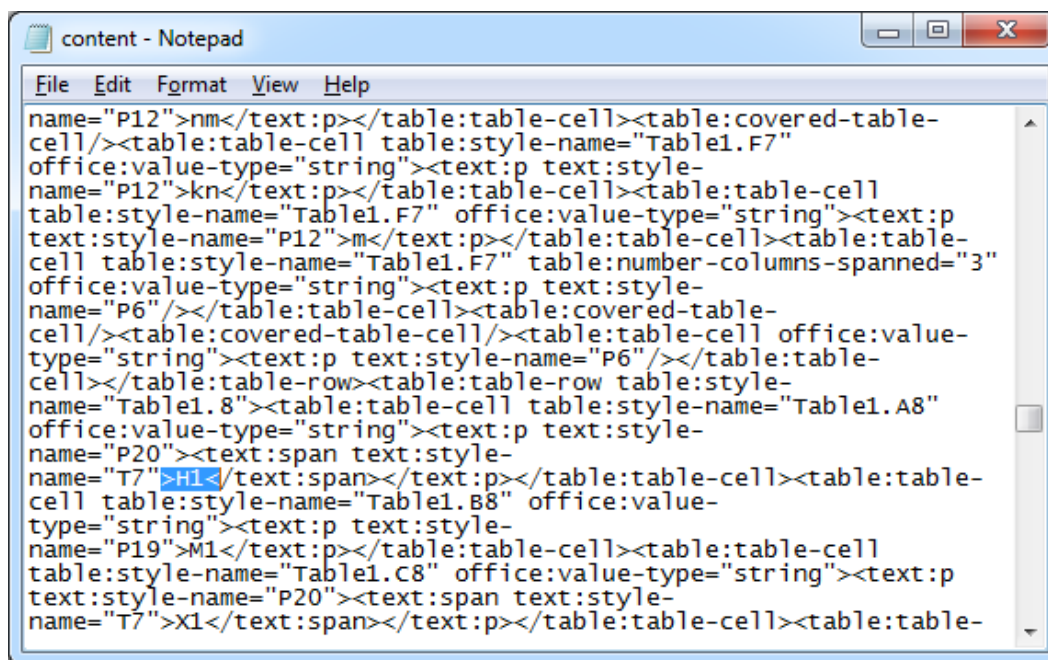 content - Notepad
File Edit Format View Help
name="P12">nm</text:p></table:table-cell><table:covered-table-
cell/><table:table-cell table:style-name="Table1.F7"
office:value-type="string"><text:p text:style-
name="P12">kn</text:p></table:table-cell><table:table-cell
table:style-name="Table1.F7" office:value-type="string"><text:p
text:style-name="P12">m</text:p></table:table-cell><table:table-
cell table:style-name="Table1.F7" table:number-columns-spanned="3"
office:value-type="string"><text:p text:style-
name="P6"/></table:table-cell><table:covered-table-
cell/><table:covered-table-cell/><table:table-cell office:value-
type="string"><text:p text:style-name="P6"/></table:table-
cell></table:table-row><table:table-row table:style-
name="Table1.8"><table:table-cell table:style-name="Table1.A8"
office:value-type="string"><text:p text:style-
name="P20"><text:span text:style-
name="T7">H1</text:span></text:p></table:table-cell><table:table-
cell table:style-name="Table1.B8" office:value-
type="string"><text:p text:style-
name="P19">M1</text:p></table:table-cell><table:table-cell
table:style-name="Table1.C8" office:value-type="string"><text:p
text:style-name="P20"><text:span text:style-
name="T7">X1</text:span></text:p></table:table-cell><table:table-